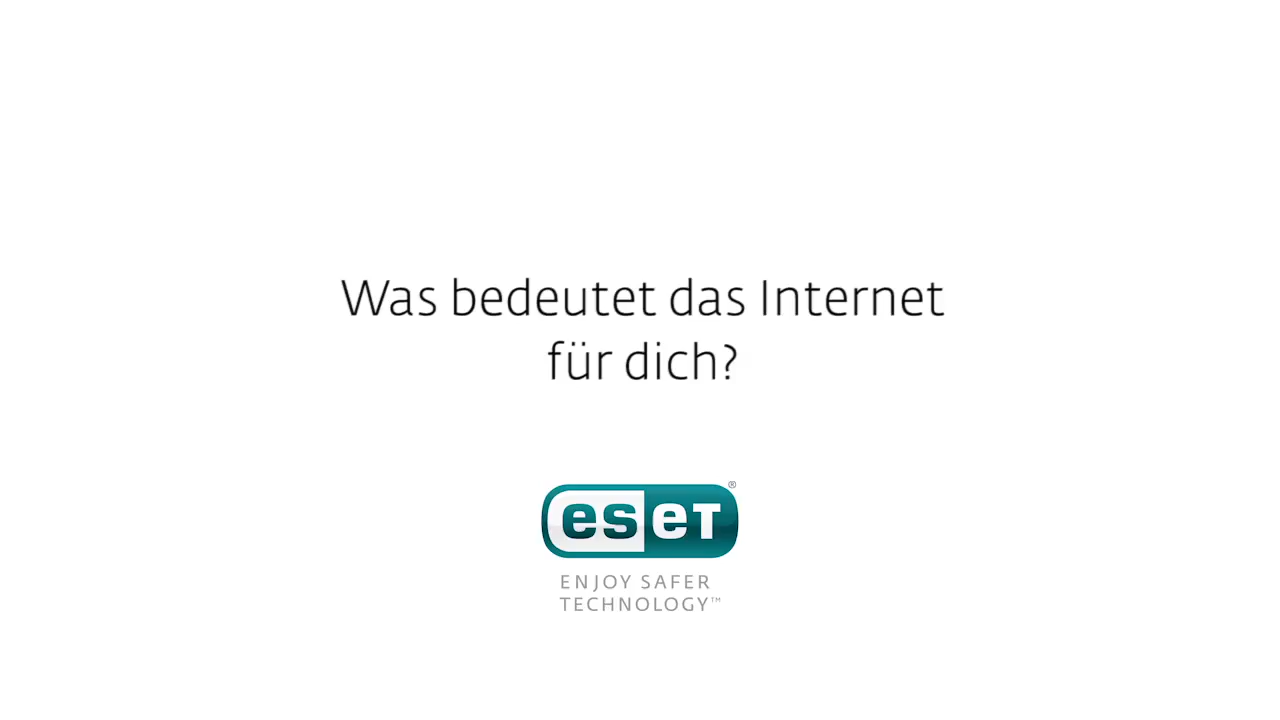 Was bedeutet das Internet
für dich?
eset®
ENJOY SAFER
TECHNOLOGY™